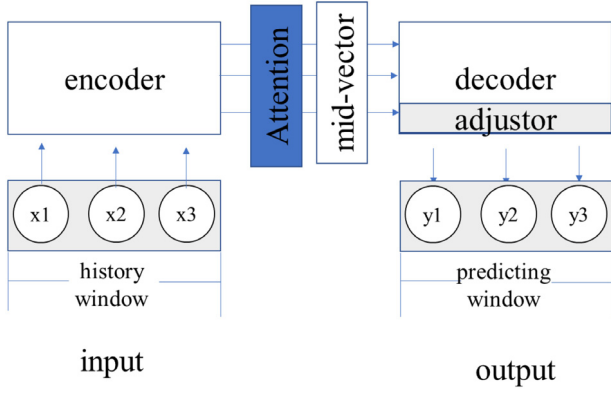 encoder
Attention
mid-vector
decoder
adjustor
x1 x2 x3
y1 y2 y3
history
window
predicting
window
input
output